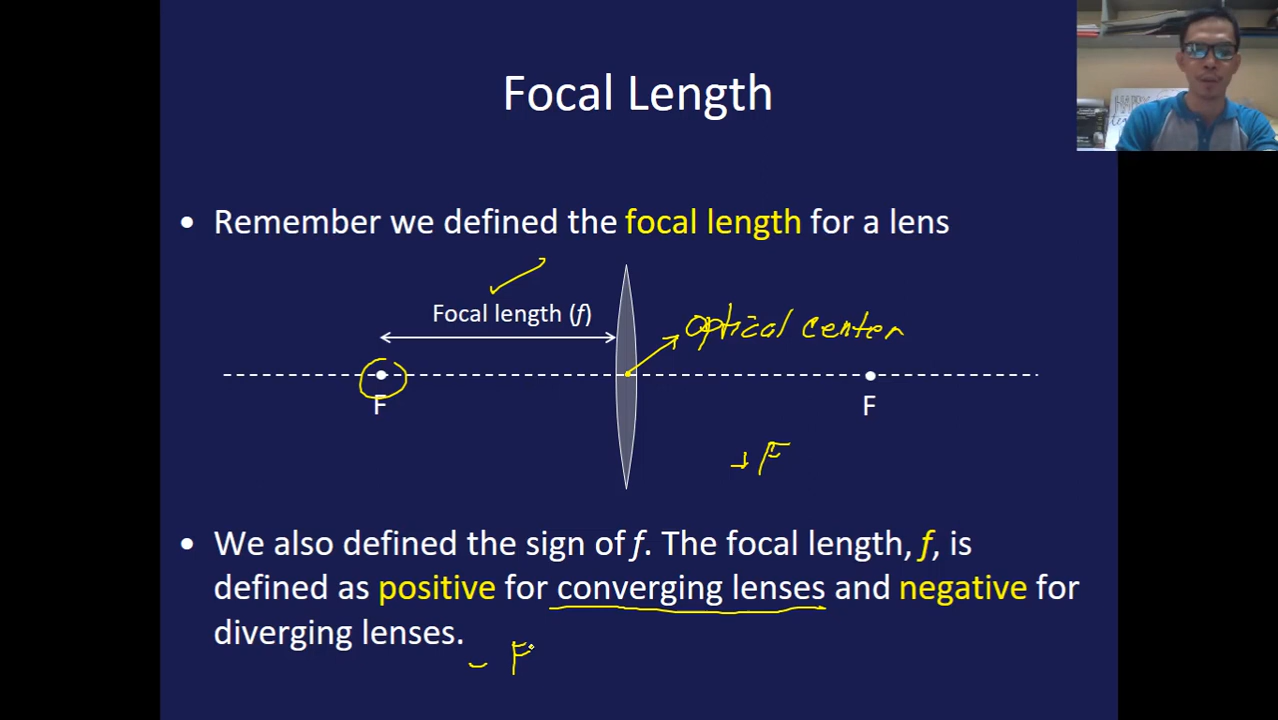 Focal Length
• Remember we defined the focal length for a lens
Focal length (f)
optical center
F
F
+F
• We also defined the sign of f. The focal length, f, is
defined as positive for converging lenses and negative for
diverging lenses.
- F